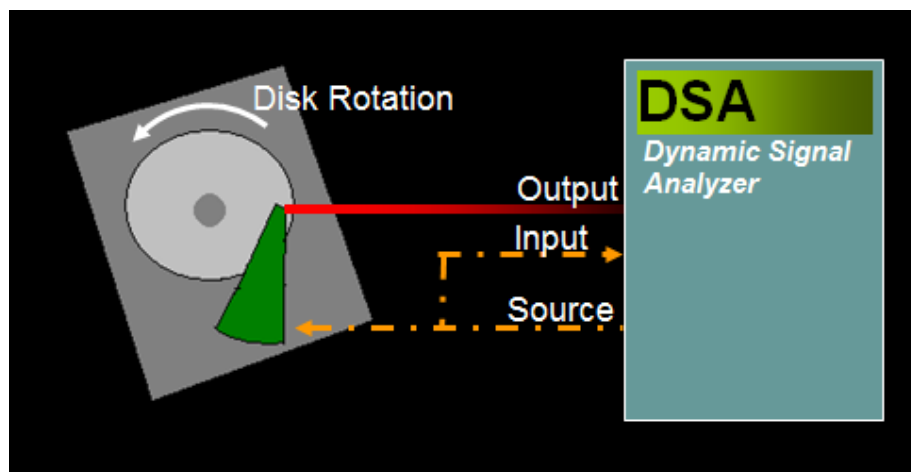 Disk Rotation
DSA
Dynamic Signal
Analyzer
Output
Input
Source